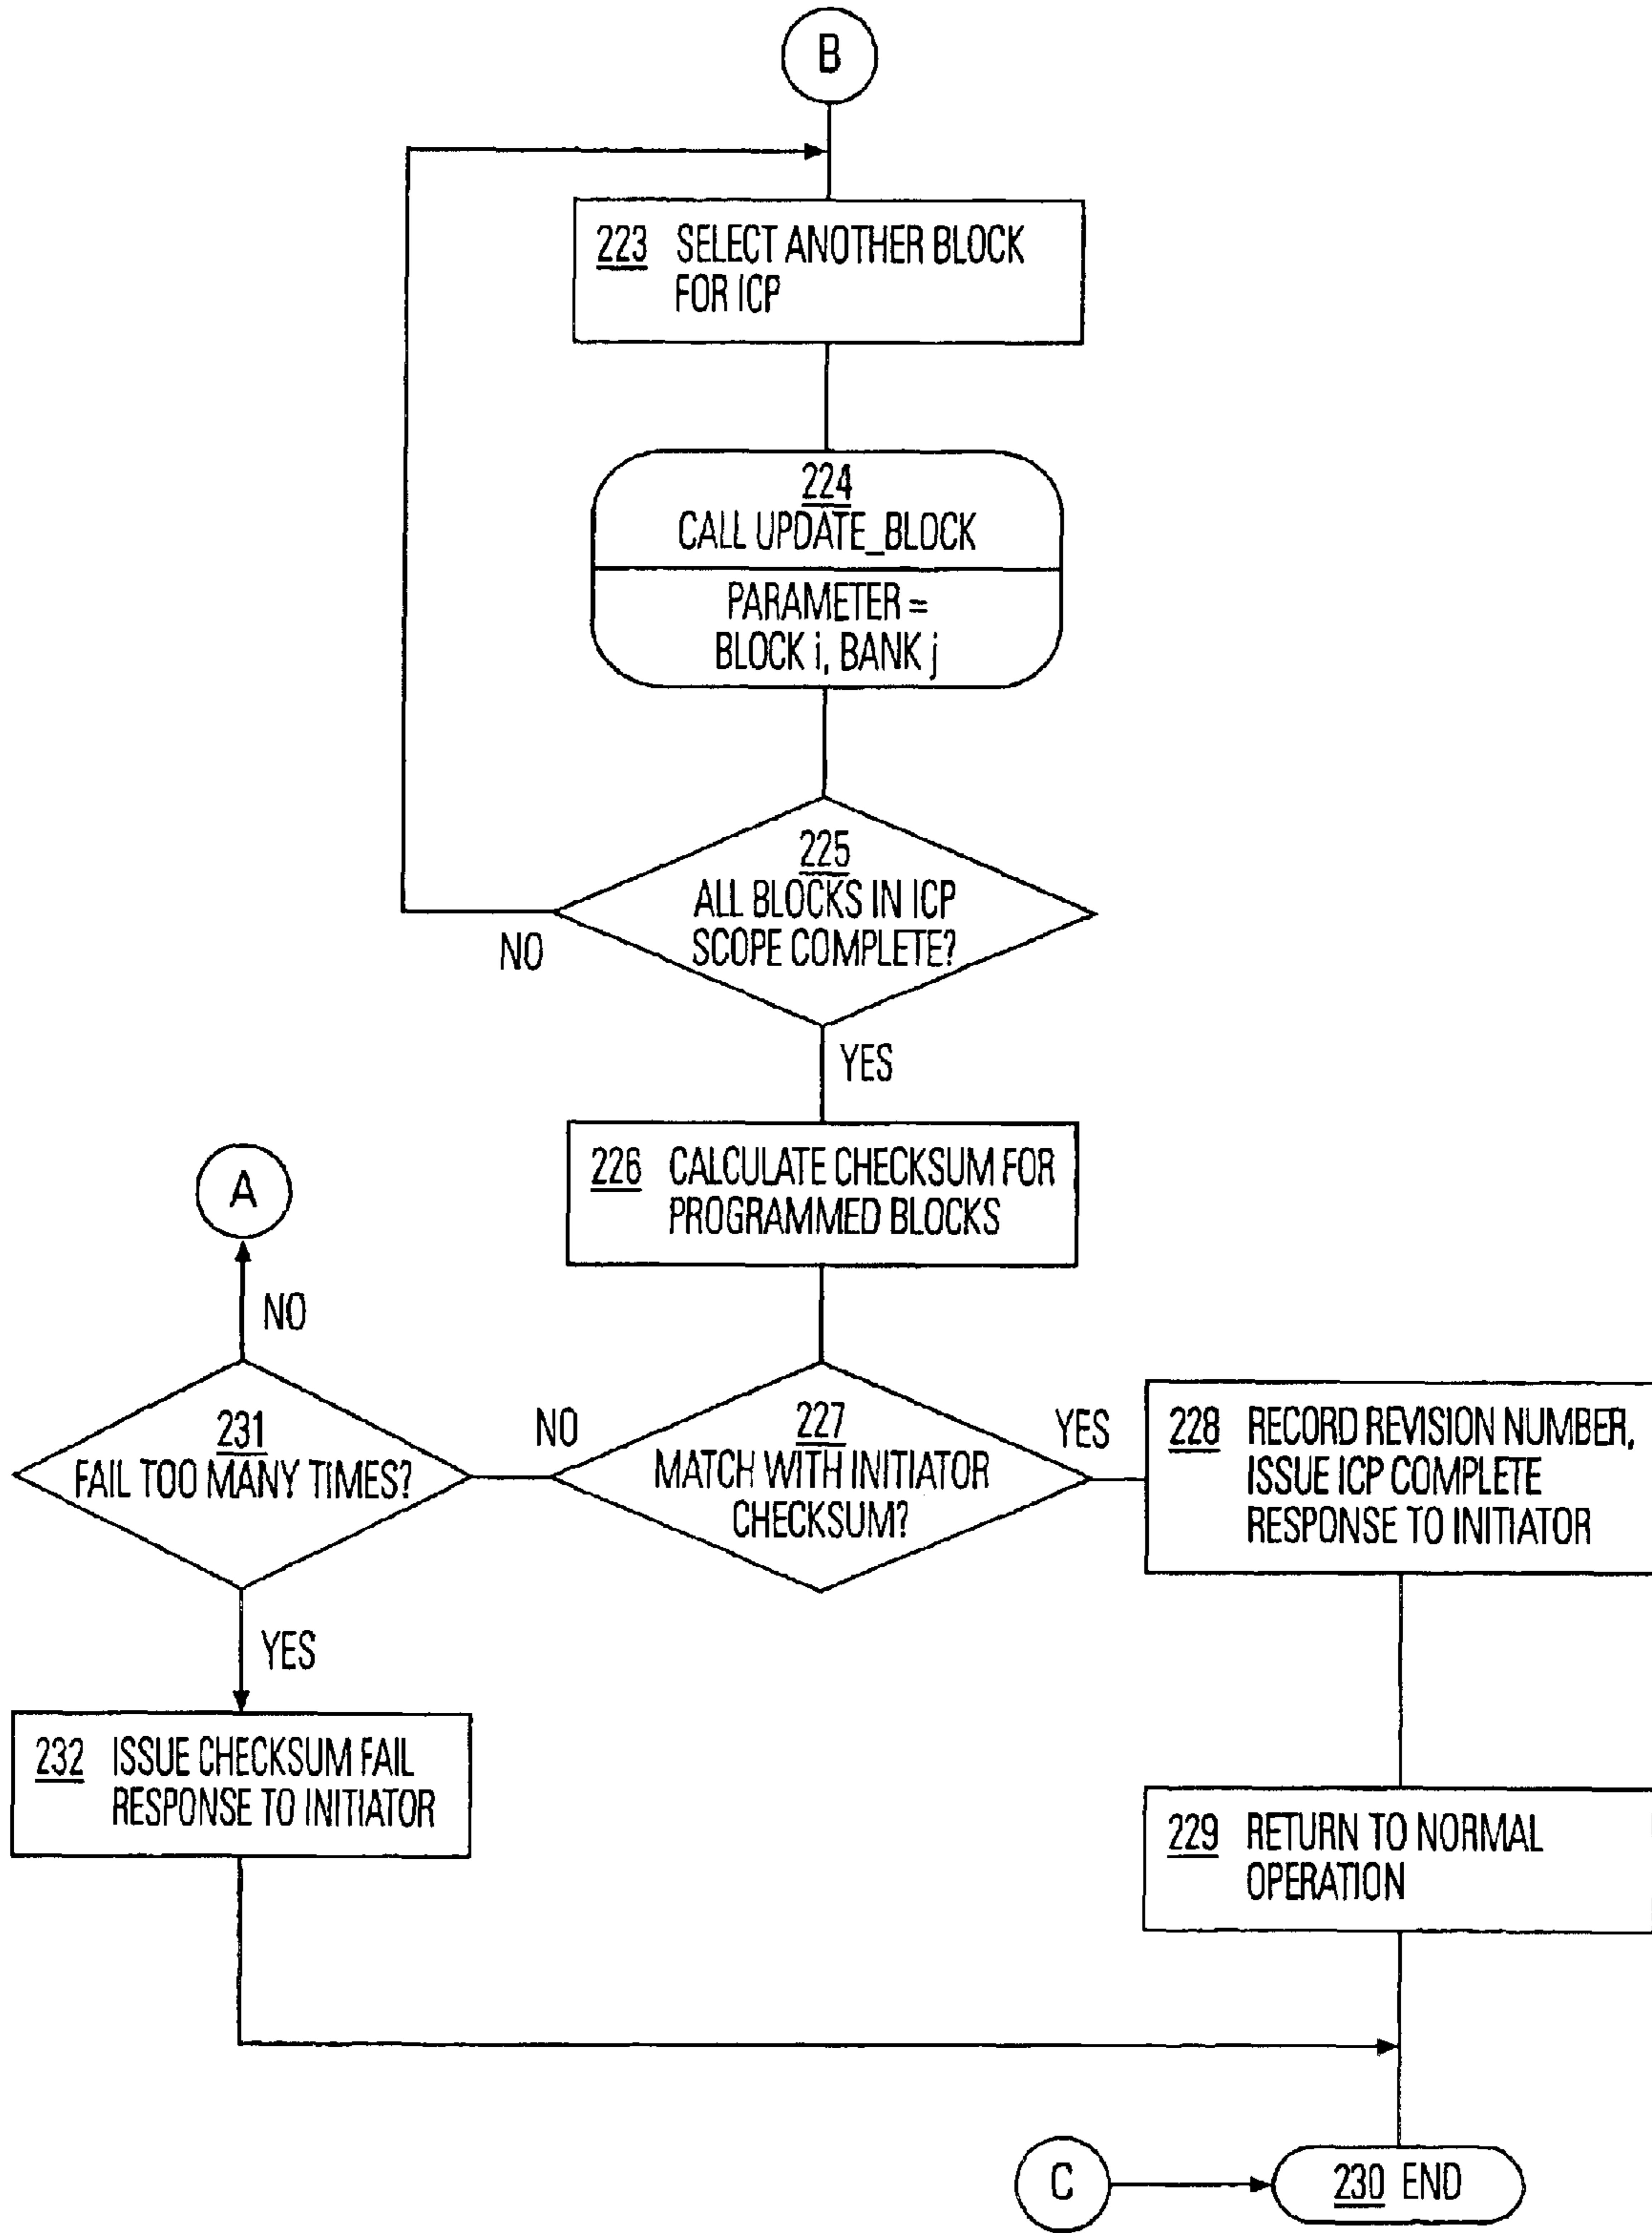 B
223 SELECT ANOTHER BLOCK
FOR ICP
224
CALL UPDATE_BLOCK
PARAMETER =
BLOCK i, BANK j
225
ALL BLOCKS IN ICP
SCOPE COMPLETE?
NO
YES
226 CALCULATE CHECKSUM FOR
PROGRAMMED BLOCKS
A
NO
231
FAIL TOO MANY TIMES?
NO
227
MATCH WITH INITIATOR
CHECKSUM?
YES
228 RECORD REVISION NUMBER,
ISSUE ICP COMPLETE
RESPONSE TO INITIATOR
YES
232 ISSUE CHECKSUM FAIL
RESPONSE TO INITIATOR
229 RETURN TO NORMAL
OPERATION
C
230 END